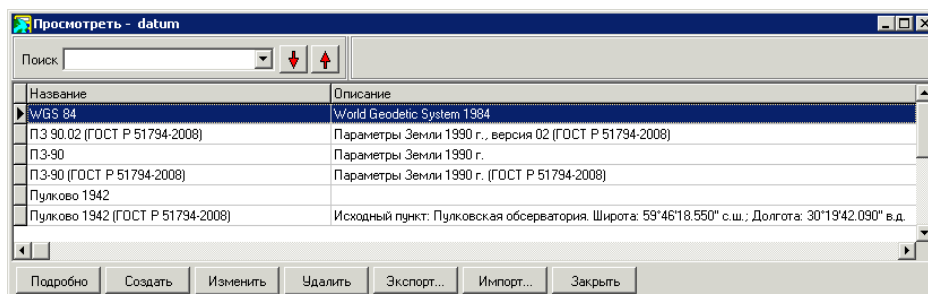 Просмотреть - datum
Поиск
Название Описание
WGS 84 World Geodetic System 1984
ПЗ 90.02 (ГОСТ Р 51794-2008) Параметры Земли 1990 г., версия 02 (ГОСТ Р 51794-2008)
ПЗ-90 Параметры Земли 1990 г.
ПЗ-90 (ГОСТ Р 51794-2008) Параметры Земли 1990 г. (ГОСТ Р 51794-2008)
Пулково 1942
Пулково 1942 (ГОСТ Р 51794-2008) Исходный пункт: Пулковская обсерватория. Широта: 59°46'18.550" с.ш.; Долгота: 30°19'42.090" в.д.
Подробно Создать Изменить Удалить Экспорт... Импорт... Закрыть